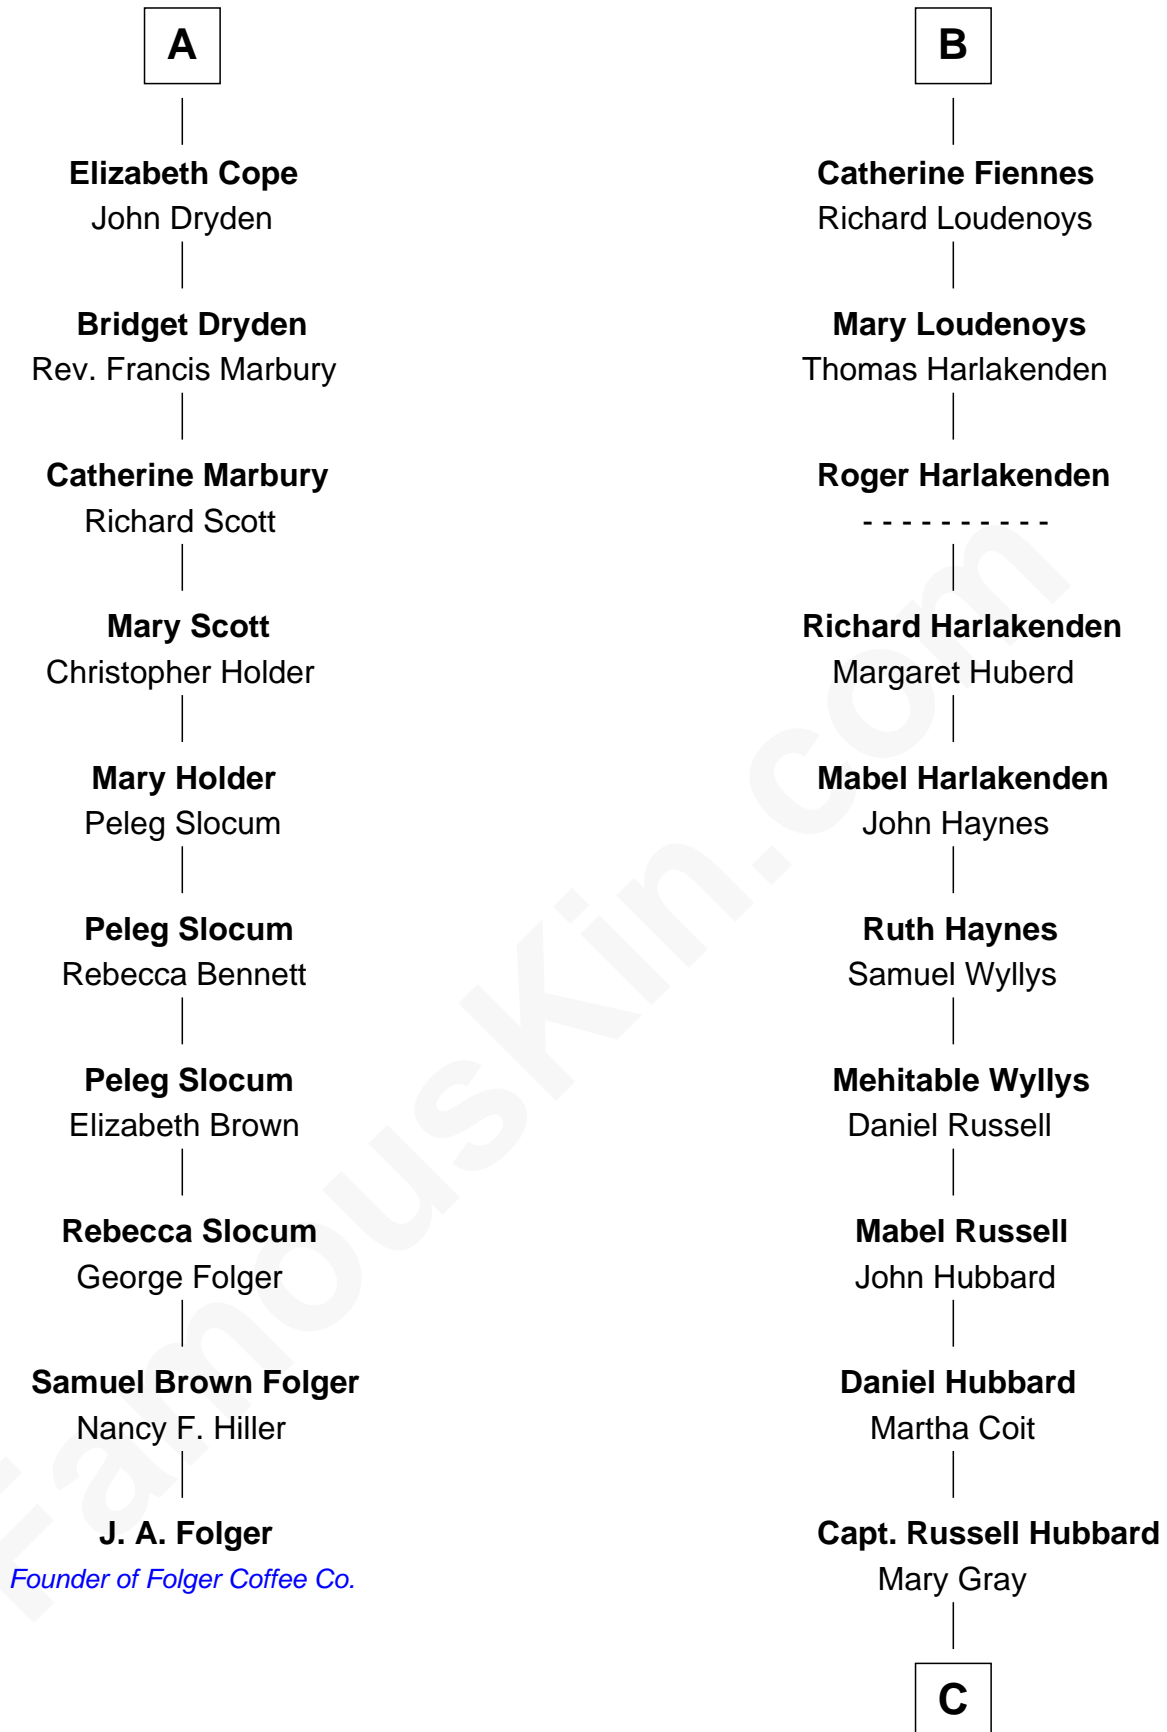 A
Elizabeth Cope
John Dryden
Bridget Dryden
Rev. Francis Marbury
Catherine Marbury
Richard Scott
Mary Scott
Christopher Holder
Mary Holder
Peleg Slocum
Peleg Slocum
Rebecca Bennett
Peleg Slocum
Elizabeth Brown
Rebecca Slocum
George Folger
Samuel Brown Folger
Nancy F. Hiller
J. A. Folger
Founder of Folger Coffee Co.
B
Catherine Fiennes
Richard Loudenoys
Mary Loudenoys
Thomas Harlakenden
Roger Harlakenden
- - - - - - - - - -
Richard Harlakenden
Margaret Huberd
Mabel Harlakenden
John Haynes
Ruth Haynes
Samuel Wyllys
Mehitable Wyllys
Daniel Russell
Mabel Russell
John Hubbard
Daniel Hubbard
Martha Coit
Capt. Russell Hubbard
Mary Gray
C
FamousKin.com